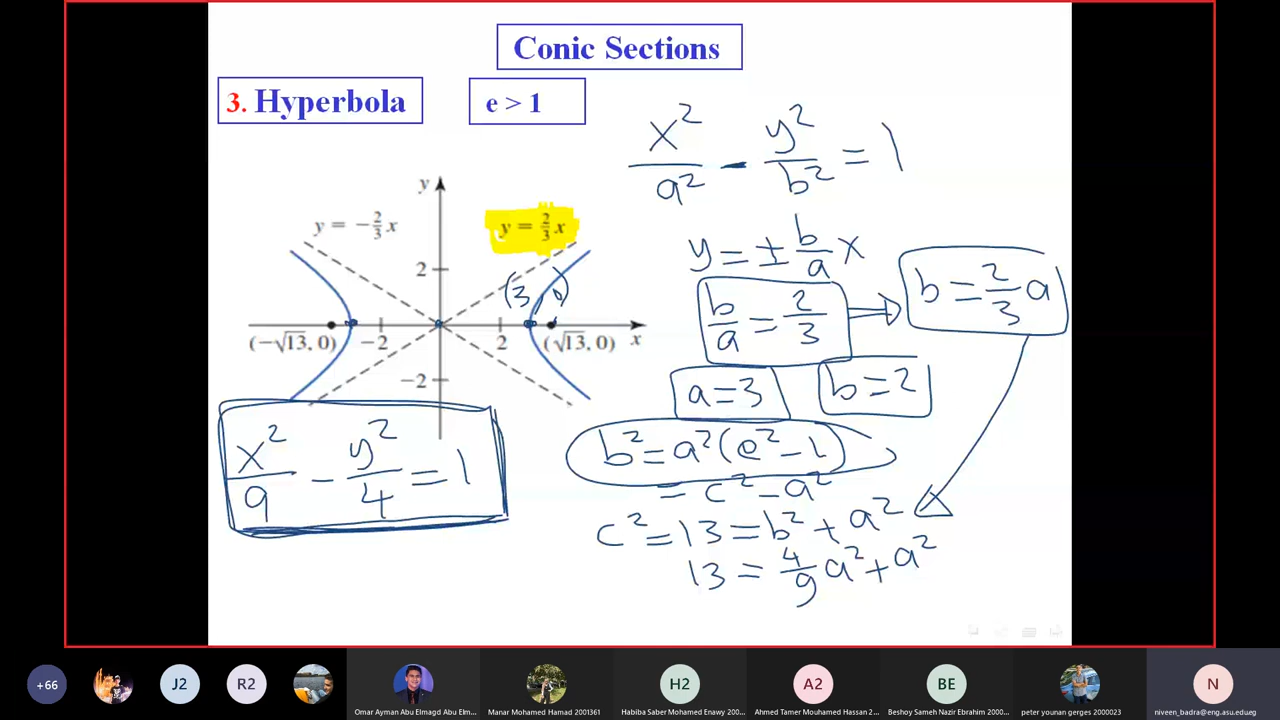 Conic Sections
3. Hyperbola
e > 1
x²/a² - y²/b² = 1
y
y = -2/3 x
y = 2/3 x
2
(3, 0)
(-√13, 0)
-2
2
(√13, 0)
x
-2
y = ± b/a x
b/a = 2/3
b = 2/3 a
a = 3
b = 2
b² = a²(e² - 1)
= c² - a²
c² = 13 = b² + a²
13 = 4/9 a² + a²
x²/9 - y²/4 = 1
+66
J2
R2
Omar Ayman Abu Elmagd Abu Elm...
Manar Mohamed Hamad 2001361
H2
Habiba Saber Mohamed Enawy 200...
A2
Ahmed Tamer Mouhamed Hassan 2...
BE
Beshoy Sameh Nazir Ebrahim 2000...
peter younan gerges 2000023
N
niveen_badra@eng.asu.edu.eg